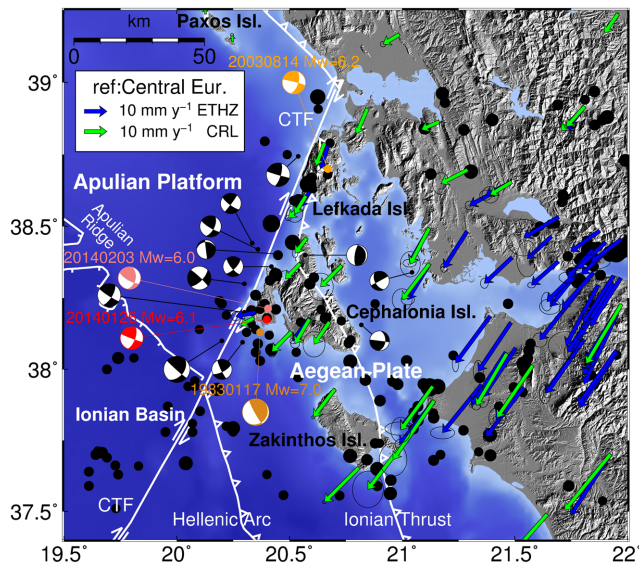 Paxos Isl.
km
0 50
20030814 Mw=6.2
39˚
ref:Central Eur.
10 mm y⁻¹ ETHZ
10 mm y⁻¹ CRL
CTF
Apulian Platform
Lefkada Isl.
38.5˚
Apulian
Ridge
20140203 Mw=6.0
Cephalonia Isl.
20140126 Mw=6.1
38˚
Aegean-Plate
19830117 Mw=7.0
Ionian Basin
Zakinthos Isl.
37.5˚
CTF
Hellenic Arc
Ionian Thrust
19.5˚ 20˚ 20.5˚ 21˚ 21.5˚ 22˚